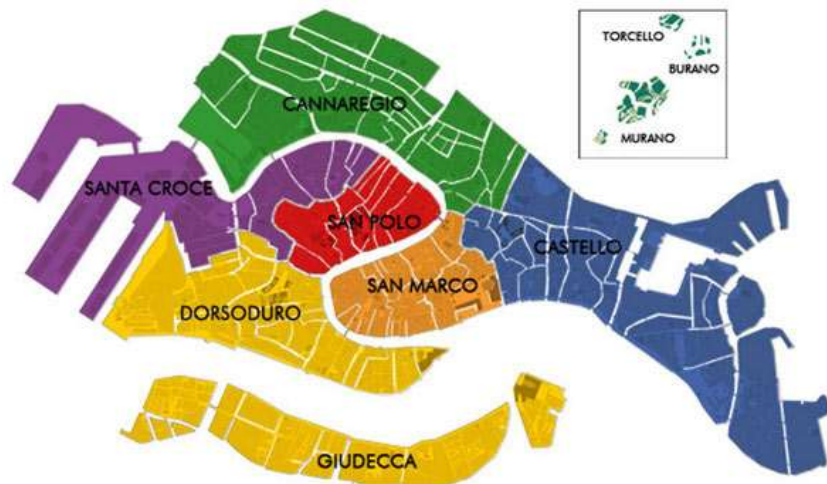 TORCELLO
BURANO
MURANO
CANNAREGIO
SANTA CROCE
SAN POLO
CASTELLO
SAN MARCO
DORSODURO
GIUDECCA